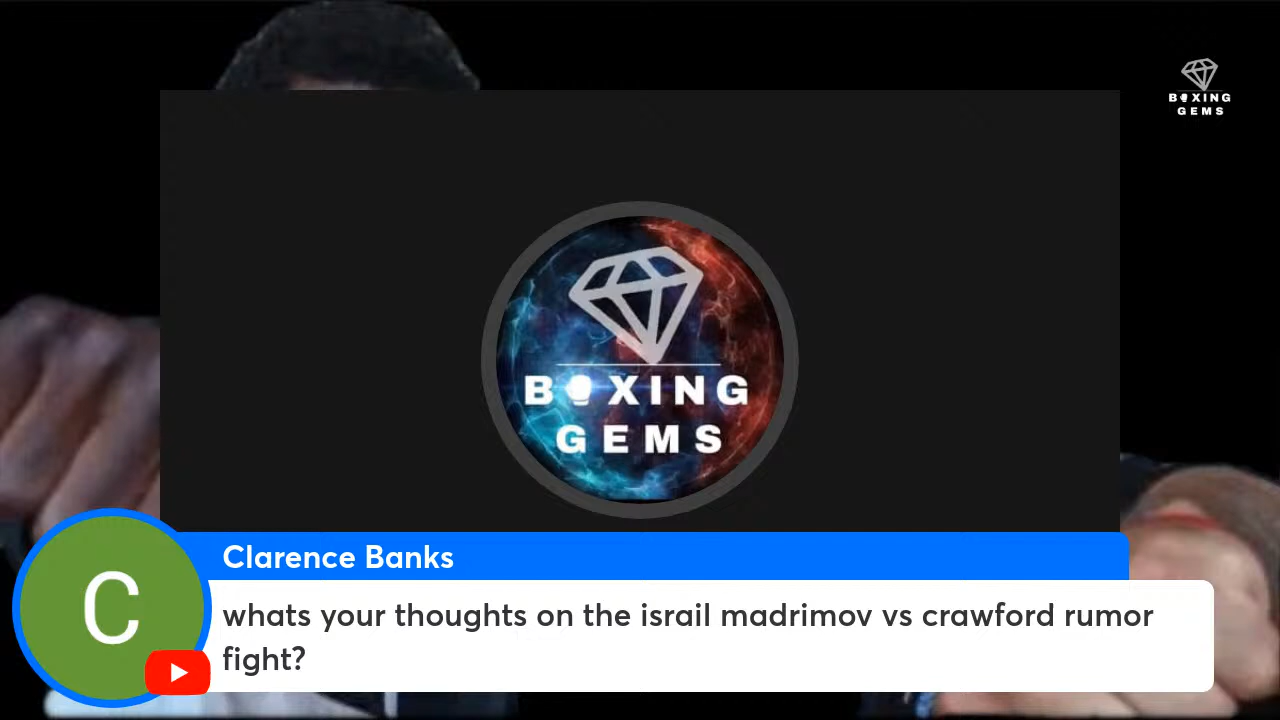 BOXING
GEMS
BOXING
GEMS
Clarence Banks
C
whats your thoughts on the israil madrimov vs crawford rumor
fight?